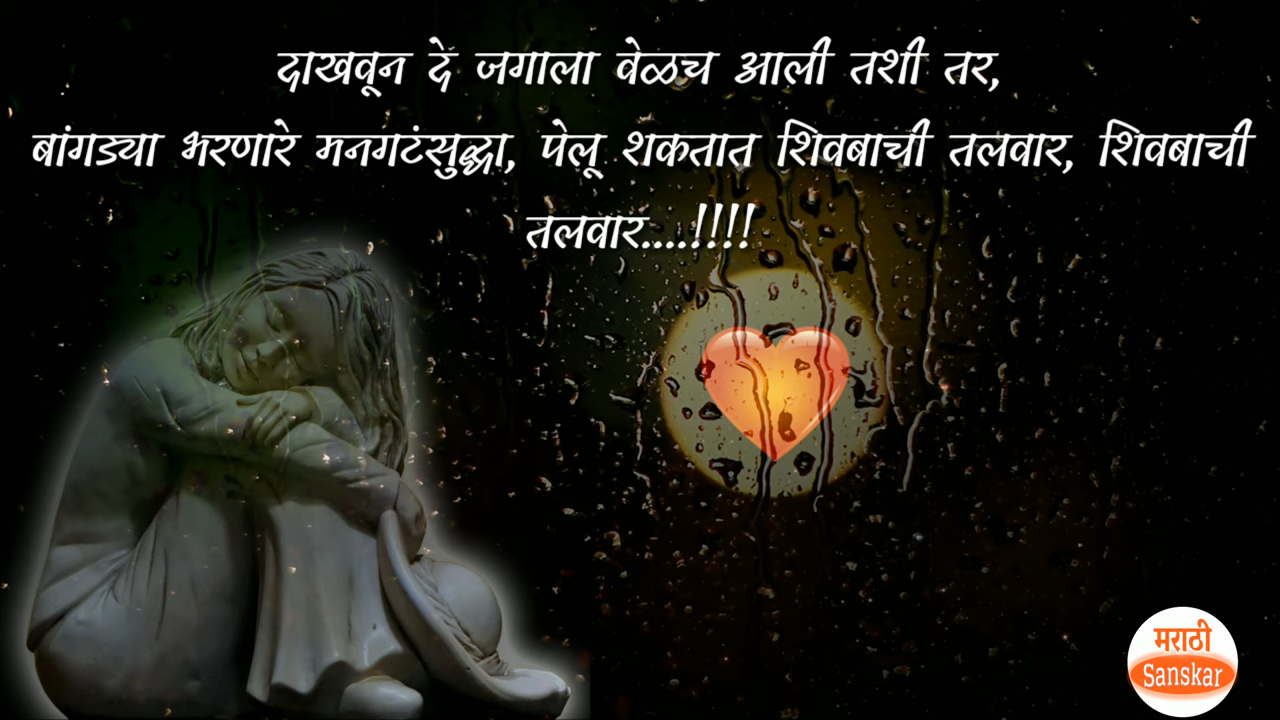 दाखवून दे जगाला वेळच आली तशी तर,
बांगड्या भरणारे मनगटंसुद्धा, पेलू शकतात शिवबाची तलवार, शिवबाची
तलवार....!!!!
मराठी
Sanskar